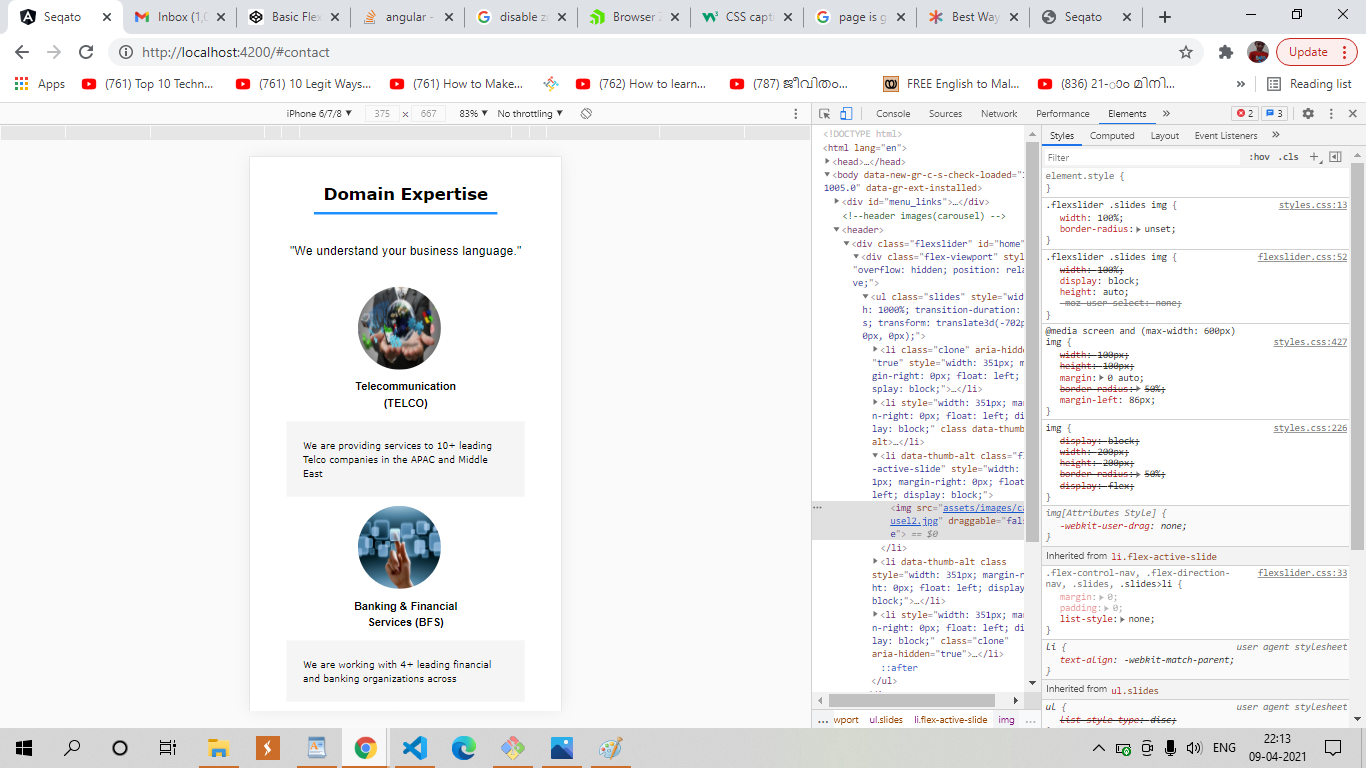 Seqato
Inbox (1,
Basic Flex
angular -
disable z
Browser Z
CSS capti
page is g
Best Way
Seqato
http://localhost:4200/#contact
Update
Apps
(761) Top 10 Techn...
(761) 10 Legit Ways...
(761) How to Make...
(762) How to learn...
(787) ജീവിതം...
FREE English to Mal...
(836) 21-ാം മിനി...
»
Reading list
iPhone 6/7/8 ▼ 375 × 667 83% ▼ No throttling ▼
Console Sources Network Performance Elements » 2 3
Domain Expertise
"We understand your business language."
Telecommunication
(TELCO)
We are providing services to 10+ leading
Telco companies in the APAC and Middle
East
Banking & Financial
Services (BFS)
We are working with 4+ leading financial
and banking organizations across
<!DOCTYPE html>
<html lang="en">
<head>…</head>
<body data-new-gr-c-s-check-loaded="1
1005.0" data-gr-ext-installed>
<div id="menu_links">…</div>
<!--header images(carousel) -->
<header>
<div class="flexslider" id="home"
<div class="flex-viewport" styl
"overflow: hidden; position: rela
ve;">
<ul class="slides" style="wid
h: 1000%; transition-duration:
s; transform: translate3d(-702p
0px, 0px);">
<li class="clone" aria-hidd
"true" style="width: 351px; m
gin-right: 0px; float: left;
splay: block;">…</li>
<li style="width: 351px; mar
n-right: 0px; float: left; di
lay: block;" class data-thumb
alt>…</li>
<li data-thumb-alt class="fl
-active-slide" style="width:
1px; margin-right: 0px; float
left; display: block;">
<img src="assets/images/ca
usel2.jpg" draggable="fals
e"> == $0
</li>
<li data-thumb-alt class
style="width: 351px; margin-r
ht: 0px; float: left; display
block;">…</li>
<li style="width: 351px; mar
n-right: 0px; float: left; di
lay: block;" class="clone"
aria-hidden="true">…</li>
::after
</ul>
... wport ul.slides li.flex-active-slide img ...
Styles Computed Layout Event Listeners »
Filter :hov .cls +
element.style {
}
.flexslider .slides img { styles.css:13
width: 100%;
border-radius: unset;
}
.flexslider .slides img { flexslider.css:52
width: 100%;
display: block;
height: auto;
-moz-user-select: none;
}
@media screen and (max-width: 600px)
img { styles.css:427
width: 100px;
height: 100px;
margin: 0 auto;
border-radius: 50%;
margin-left: 86px;
}
img { styles.css:226
display: block;
width: 200px;
height: 200px;
border-radius: 50%;
display: flex;
}
img[Attributes Style] {
-webkit-user-drag: none;
}
Inherited from li.flex-active-slide
.flex-control-nav, .flex-direction- flexslider.css:33
nav, .slides, .slides>li {
margin: 0;
padding: 0;
list-style: none;
}
li { user agent stylesheet
text-align: -webkit-match-parent;
}
Inherited from ul.slides
ul { user agent stylesheet
list-style-type: disc;
ENG
22:13
09-04-2021